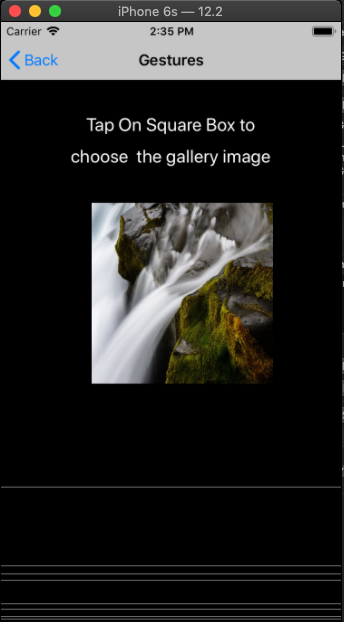 iPhone 6s — 12.2
Carrier 2:35 PM
Back Gestures
Tap On Square Box to
choose the gallery image